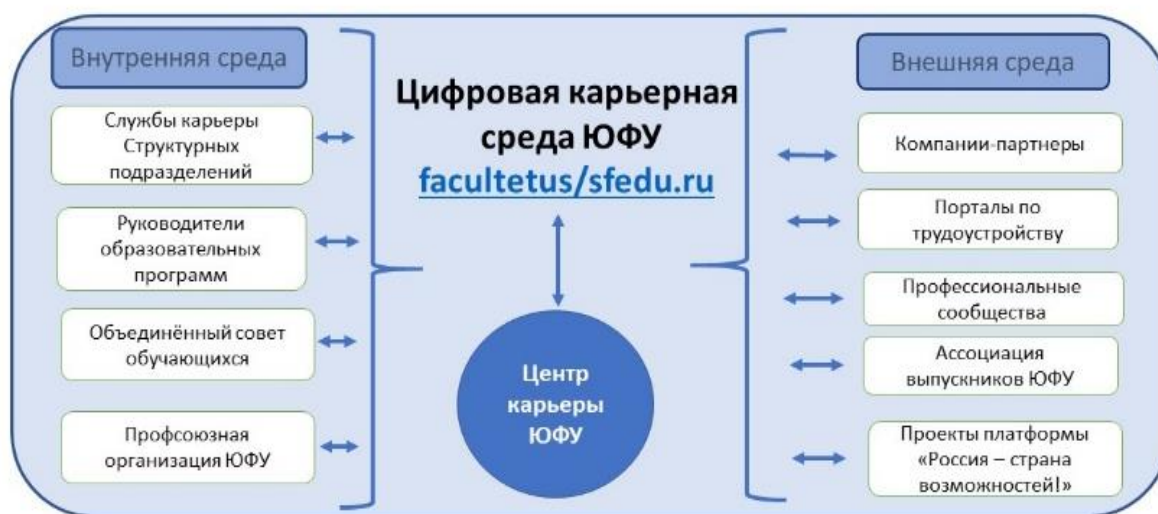 Внутренняя среда
Службы карьеры
Структурных
подразделений
Руководители
образовательных
программ
Объединённый совет
обучающихся
Профсоюзная
организация ЮФУ
Цифровая карьерная
среда ЮФУ
facultetus/sfedu.ru
Центр
карьеры
ЮФУ
Внешняя среда
Компании-партнеры
Порталы по
трудоустройству
Профессиональные
сообщества
Ассоциация
выпускников ЮФУ
Проекты платформы
«Россия – страна
возможностей!»